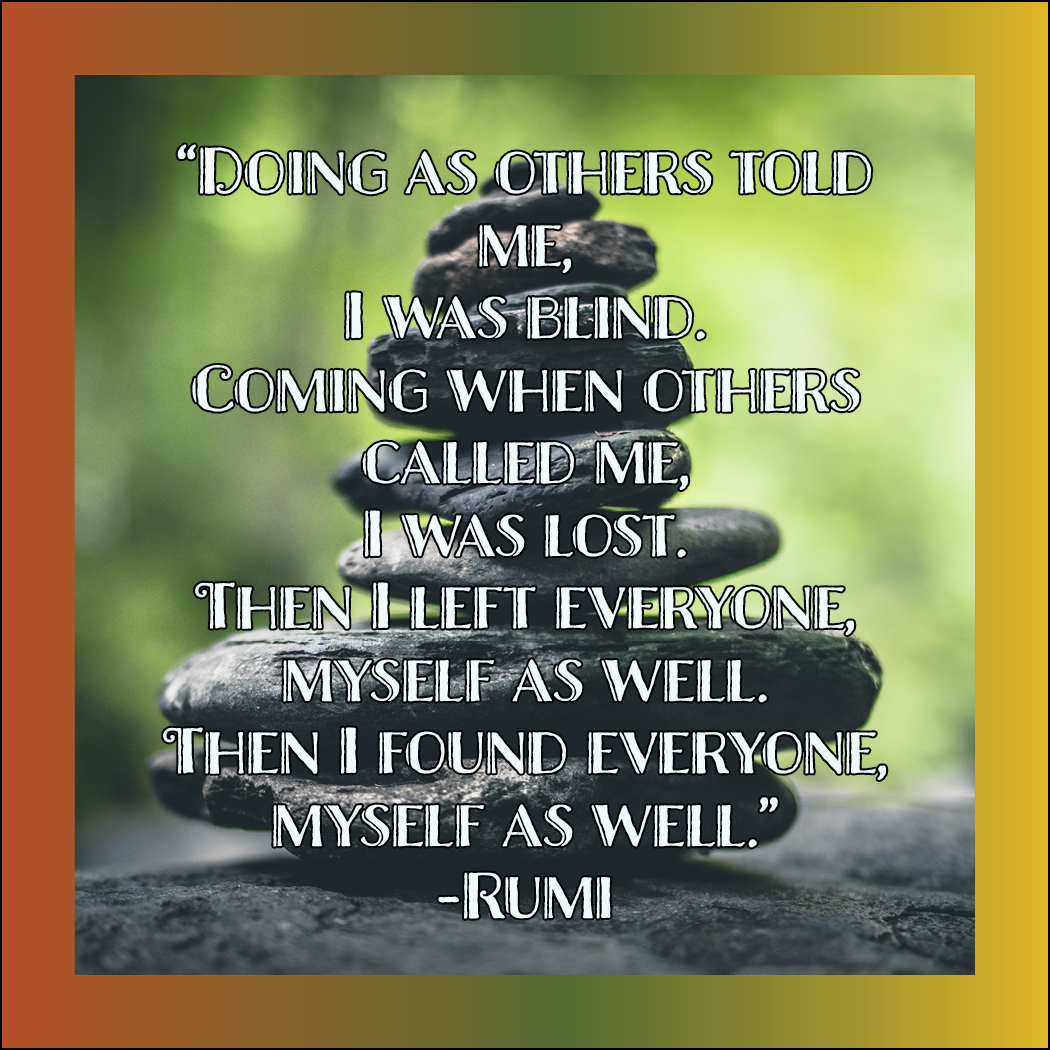 “Doing as others told
me,
I was blind.
Coming when others
called me,
I was lost.
Then I left everyone,
myself as well.
Then I found everyone,
myself as well.”
-Rumi